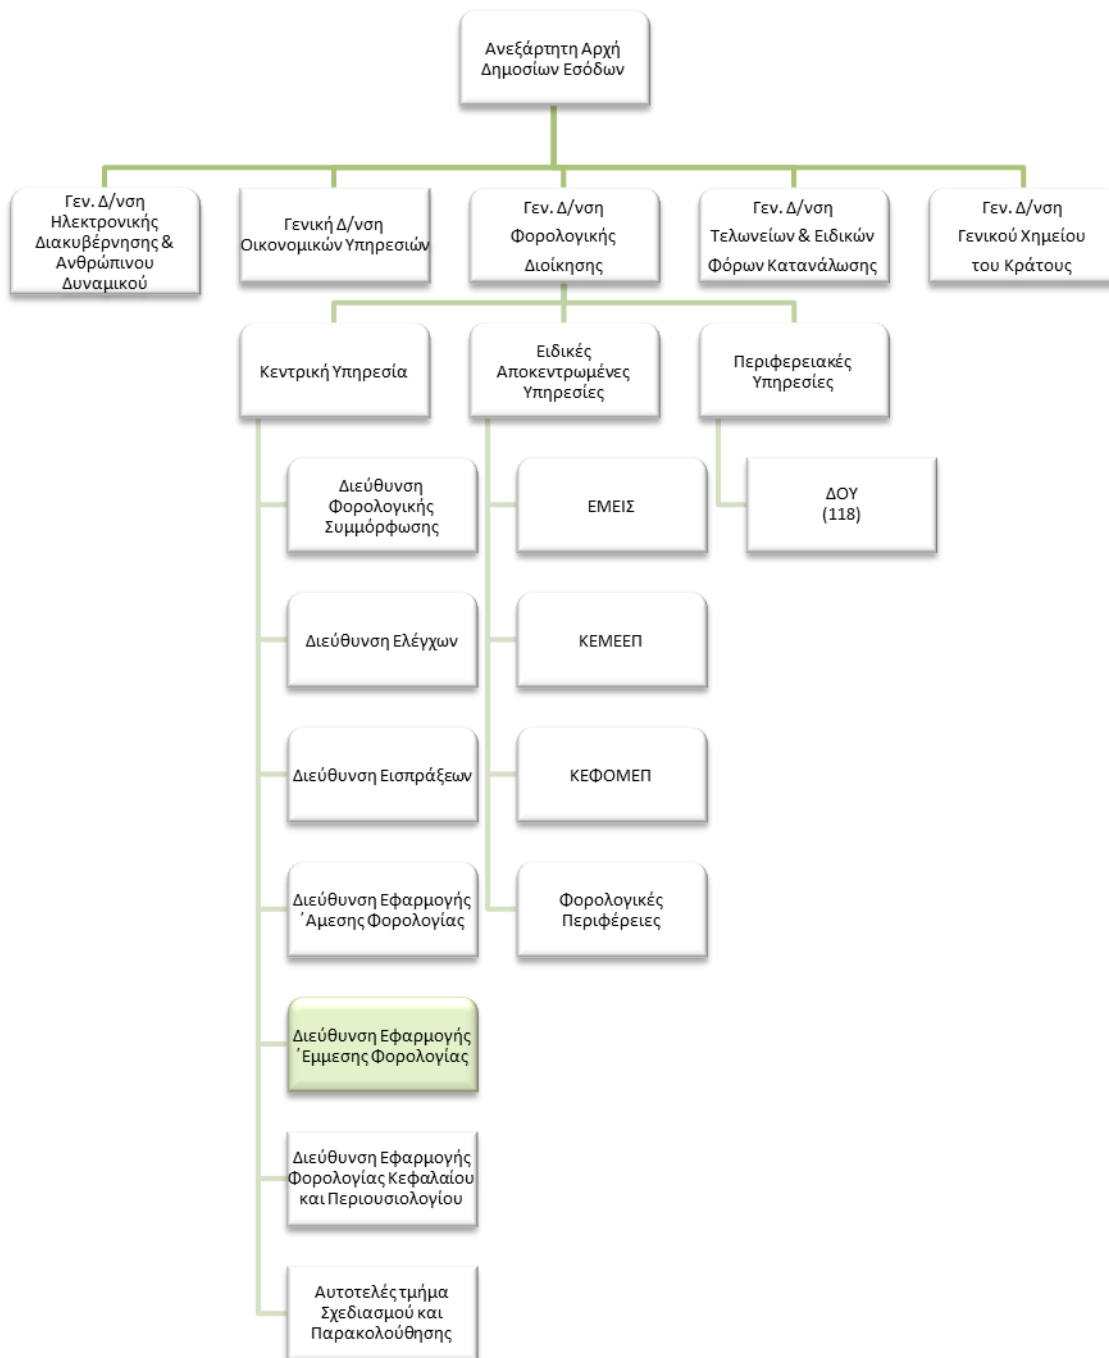 Ανεξάρτητη Αρχή
Δημοσίων Εσόδων
Γεν. Δ/νση
Ηλεκτρονικής
Διακυβέρνησης &
Ανθρώπινου
Δυναμικού
Γενική Δ/νση
Οικονομικών Υπηρεσιών
Γεν. Δ/νση
Φορολογικής
Διοίκησης
Γεν. Δ/νση
Τελωνείων & Ειδικών
Φόρων Κατανάλωσης
Γεν. Δ/νση
Γενικού Χημείου
του Κράτους
Κεντρική Υπηρεσία
Ειδικές
Αποκεντρωμένες
Υπηρεσίες
Περιφερειακές
Υπηρεσίες
Διεύθυνση
Φορολογικής
Συμμόρφωσης
ΕΜΕΙΣ
ΔΟΥ
(118)
Διεύθυνση Ελέγχων
ΚΕΜΕΕΠ
Διεύθυνση Εισπράξεων
ΚΕΦΟΜΕΠ
Διεύθυνση Εφαρμογής
΄Αμεσης Φορολογίας
Φορολογικές
Περιφέρειες
Διεύθυνση Εφαρμογής
΄Εμμεσης Φορολογίας
Διεύθυνση Εφαρμογής
Φορολογίας Κεφαλαίου
και Περιουσιολογίου
Αυτοτελές τμήμα
Σχεδιασμού και
Παρακολούθησης